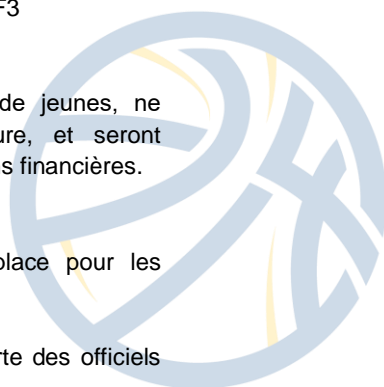 F3
de jeunes, ne
ure, et seront
s financières.
place pour les
rte des officiels